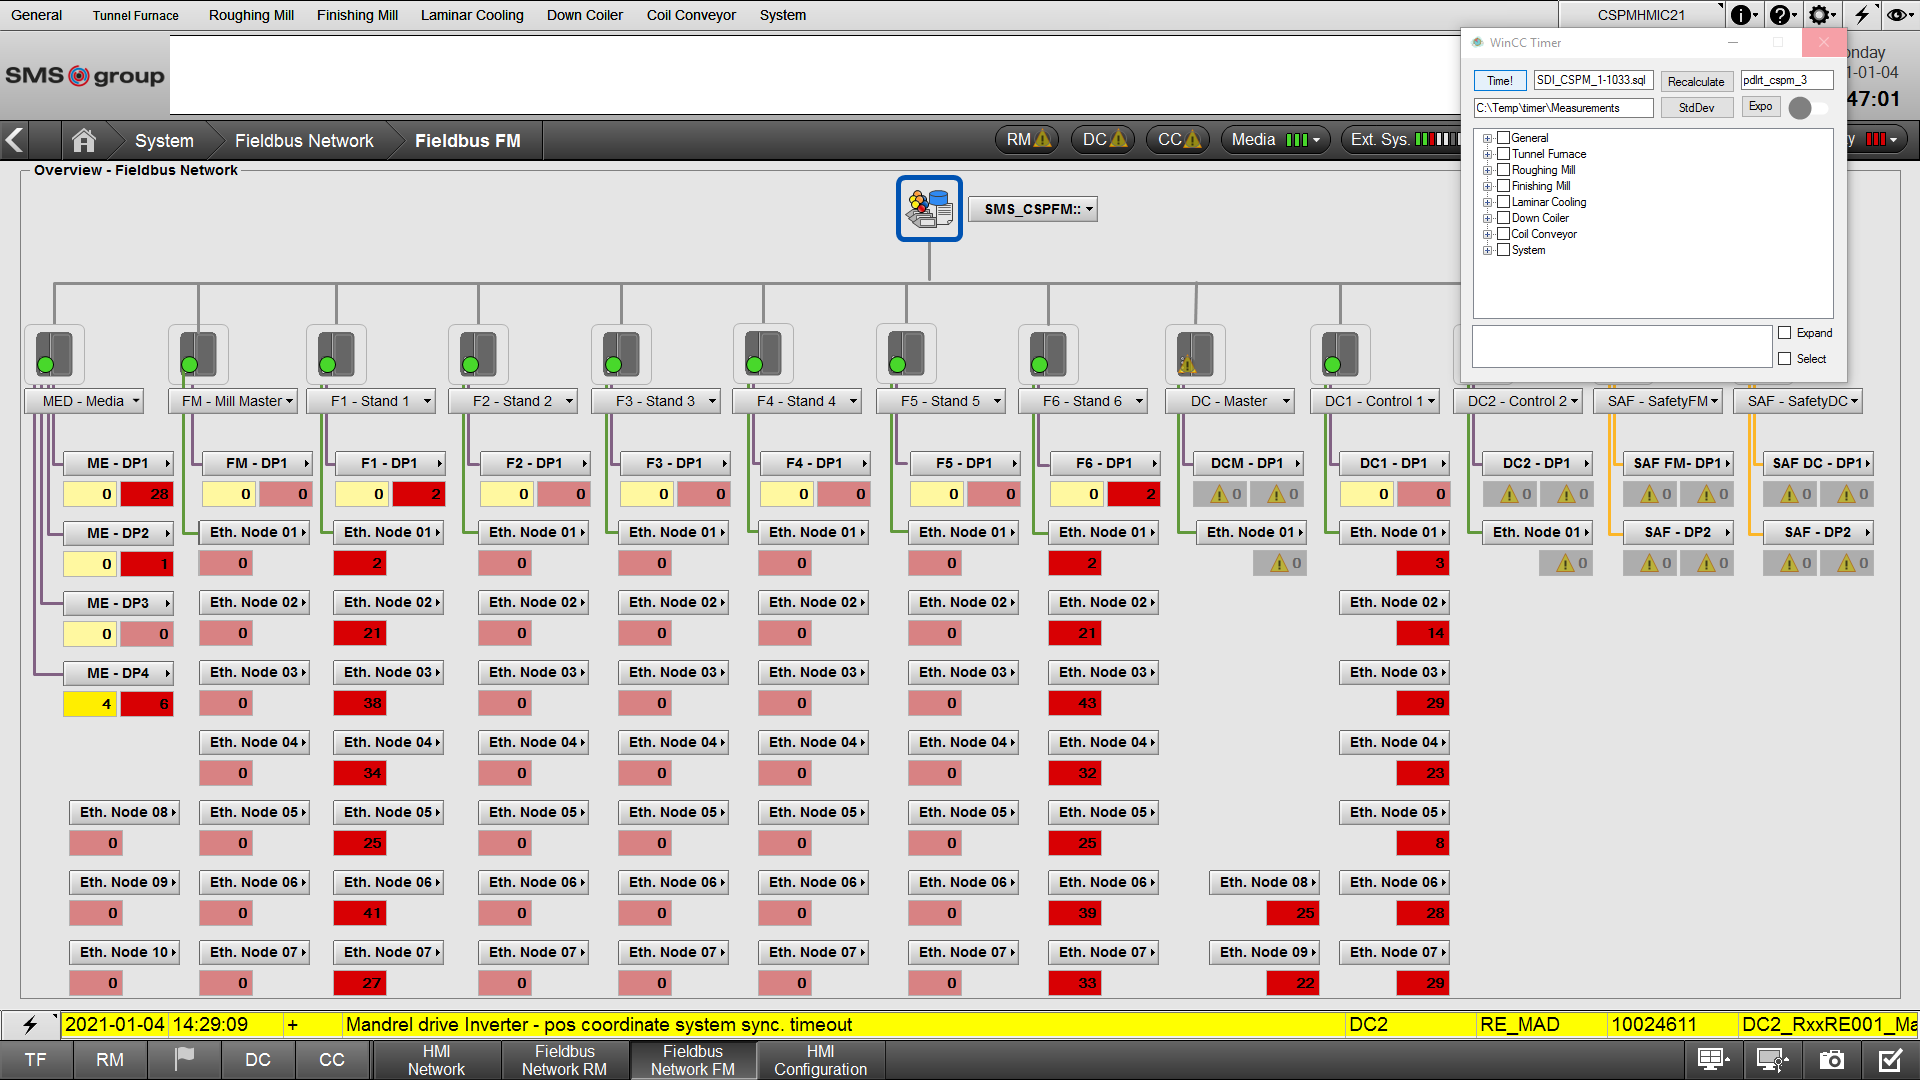 General Tunnel Furnace Roughing Mill Finishing Mill Laminar Cooling Down Coiler Coil Conveyor System CSPMHMIC21
SMS group
WinCC Timer
Time! SDI_CSPM_1-1033.sql Recalculate pdlrt_cspm_3
C:\Temp\timer\Measurements StdDev Expo
General
Tunnel Furnace
Roughing Mill
Finishing Mill
Laminar Cooling
Down Coiler
Coil Conveyor
System
Expand
Select
onday
1-01-04
47:01
System Fieldbus Network Fieldbus FM RM DC CC Media Ext. Sys. y
Overview - Fieldbus Network
SMS_CSPFM::
MED - Media FM - Mill Master F1 - Stand 1 F2 - Stand 2 F3 - Stand 3 F4 - Stand 4 F5 - Stand 5 F6 - Stand 6 DC - Master DC1 - Control 1 DC2 - Control 2 SAF - SafetyFM SAF - SafetyDC
ME - DP1 FM - DP1 F1 - DP1 F2 - DP1 F3 - DP1 F4 - DP1 F5 - DP1 F6 - DP1 DCM - DP1 DC1 - DP1 DC2 - DP1 SAF FM- DP1 SAF DC - DP1
0 28 0 0 0 2 0 0 0 0 0 0 0 0 0 2 0 0 0 0 0 0 0 0 0 0
ME - DP2 Eth. Node 01 Eth. Node 01 Eth. Node 01 Eth. Node 01 Eth. Node 01 Eth. Node 01 Eth. Node 01 Eth. Node 01 Eth. Node 01 Eth. Node 01 SAF - DP2 SAF - DP2
0 1 0 2 0 0 0 0 2 0 3 0 0 0 0 0
ME - DP3 Eth. Node 02 Eth. Node 02 Eth. Node 02 Eth. Node 02 Eth. Node 02 Eth. Node 02 Eth. Node 02 Eth. Node 02
0 0 0 21 0 0 0 0 21 14
ME - DP4 Eth. Node 03 Eth. Node 03 Eth. Node 03 Eth. Node 03 Eth. Node 03 Eth. Node 03 Eth. Node 03 Eth. Node 03
4 6 0 38 0 0 0 0 43 29
Eth. Node 04 Eth. Node 04 Eth. Node 04 Eth. Node 04 Eth. Node 04 Eth. Node 04 Eth. Node 04 Eth. Node 04
0 34 0 0 0 0 32 23
Eth. Node 08 Eth. Node 05 Eth. Node 05 Eth. Node 05 Eth. Node 05 Eth. Node 05 Eth. Node 05 Eth. Node 05 Eth. Node 05
0 0 25 0 0 0 0 25 8
Eth. Node 09 Eth. Node 06 Eth. Node 06 Eth. Node 06 Eth. Node 06 Eth. Node 06 Eth. Node 06 Eth. Node 06 Eth. Node 08 Eth. Node 06
0 0 41 0 0 0 0 39 25 28
Eth. Node 10 Eth. Node 07 Eth. Node 07 Eth. Node 07 Eth. Node 07 Eth. Node 07 Eth. Node 07 Eth. Node 07 Eth. Node 09 Eth. Node 07
0 0 27 0 0 0 0 33 22 29
2021-01-04 14:29:09 + Mandrel drive Inverter - pos coordinate system sync. timeout DC2 RE_MAD 10024611 DC2_RxxRE001_Ma
TF RM DC CC HMI Network Fieldbus Network RM Fieldbus Network FM HMI Configuration